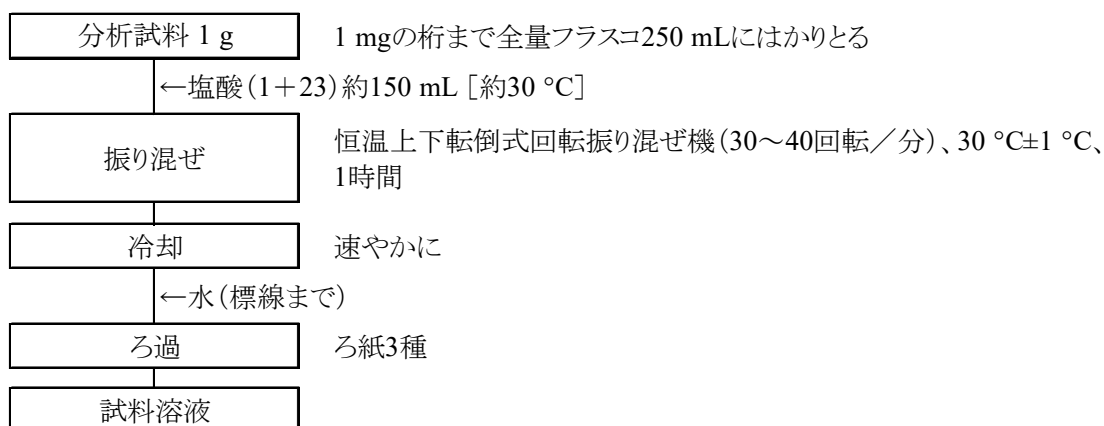 分析試料 1 g
1 mgの桁まで全量フラスコ250 mLにはかりとる
←塩酸(1＋23)約150 mL ［約30 °C］
振り混ぜ
恒温上下転倒式回転振り混ぜ機(30～40回転／分)、30 °C±1 °C、
1時間
冷却
速やかに
←水(標線まで)
ろ過
ろ紙3種
試料溶液